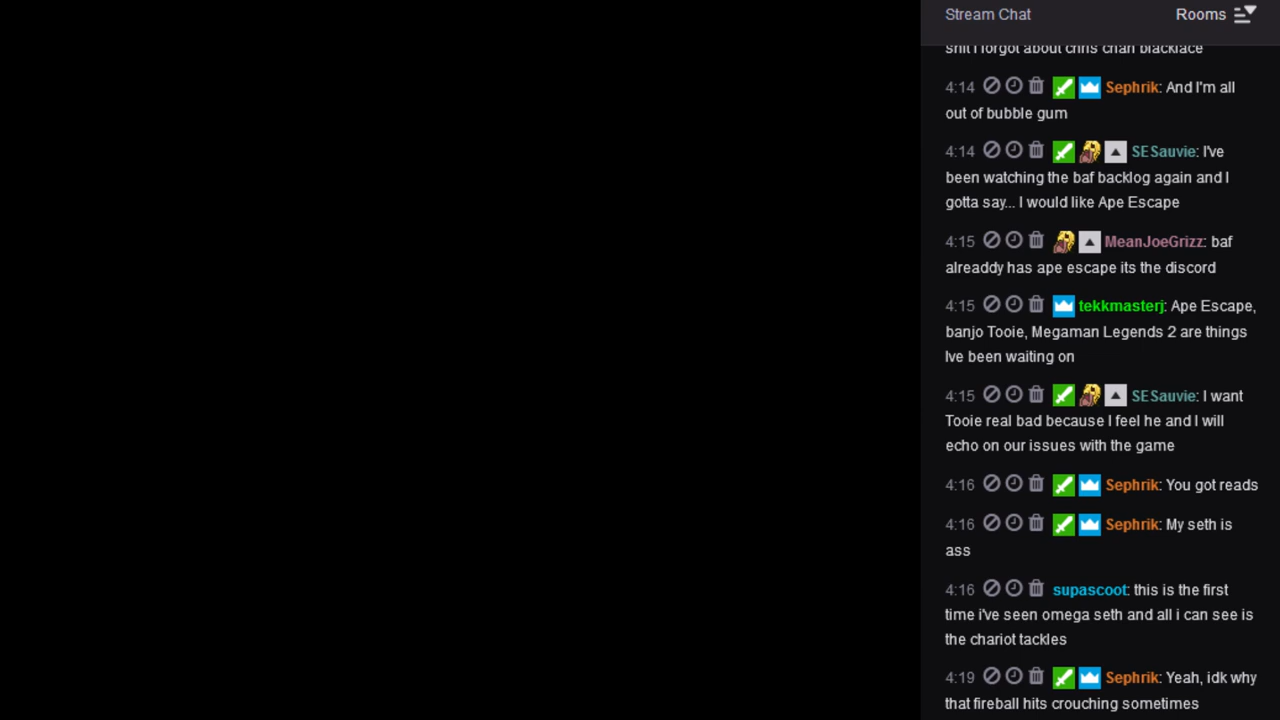 Stream Chat
Rooms
shit I forgot about chris chan blackface
4:14 Sephrik: And I'm all
out of bubble gum
4:14 SESauvie: I've
been watching the baf backlog again and I
gotta say... I would like Ape Escape
4:15 MeanJoeGrizz: baf
alreaddy has ape escape its the discord
4:15 tekkmasterj: Ape Escape,
banjo Tooie, Megaman Legends 2 are things
Ive been waiting on
4:15 SESauvie: I want
Tooie real bad because I feel he and I will
echo on our issues with the game
4:16 Sephrik: You got reads
4:16 Sephrik: My seth is
ass
4:16 supascoot: this is the first
time i've seen omega seth and all i can see is
the chariot tackles
4:19 Sephrik: Yeah, idk why
that fireball hits crouching sometimes